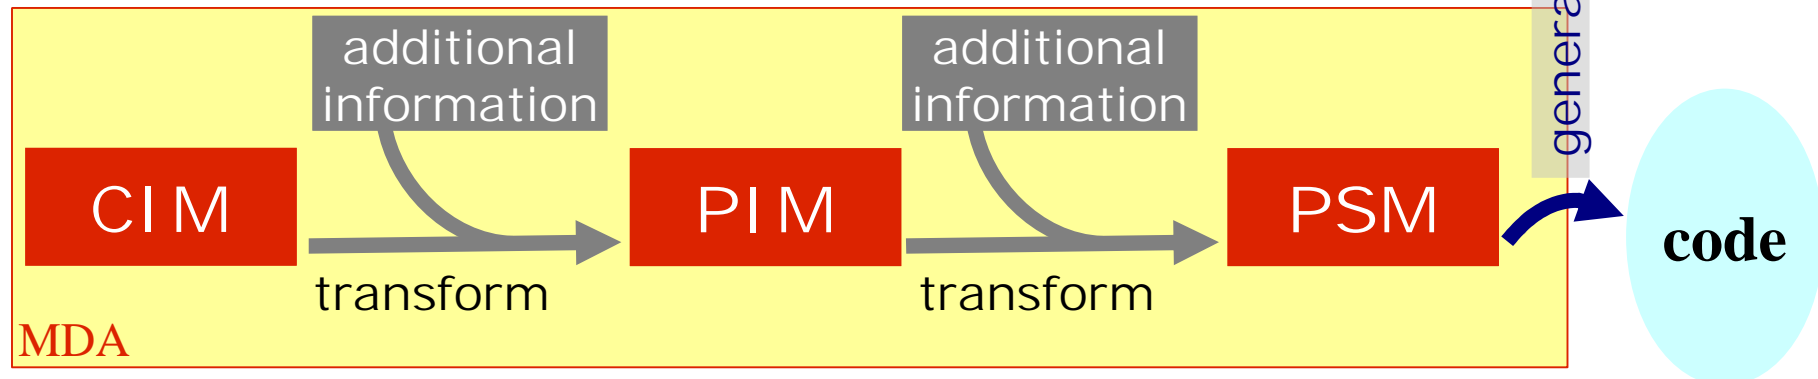 additional
information
additional
information
CIM
PIM
PSM
code
transform
transform
MDA